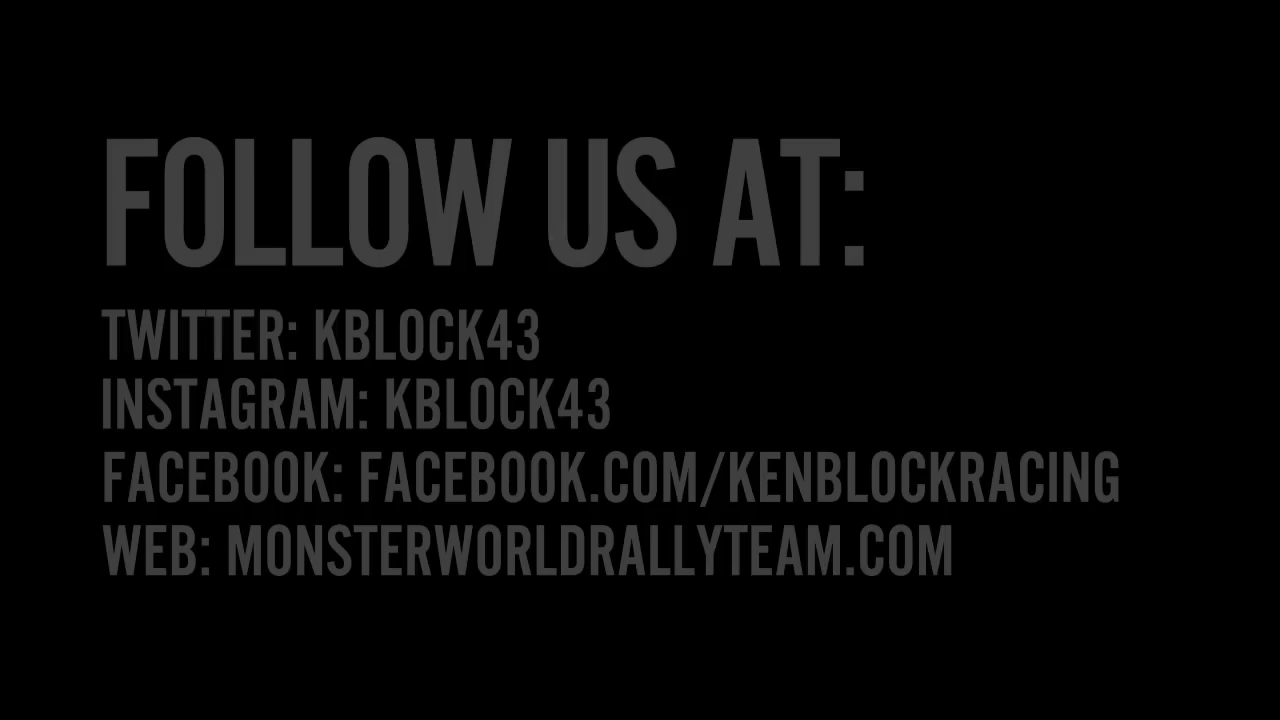 FOLLOW US AT:
TWITTER: KBLOCK43
INSTAGRAM: KBLOCK43
FACEBOOK: FACEBOOK.COM/KENBLOCKRACING
WEB: MONSTERWORLDRALLYTEAM.COM